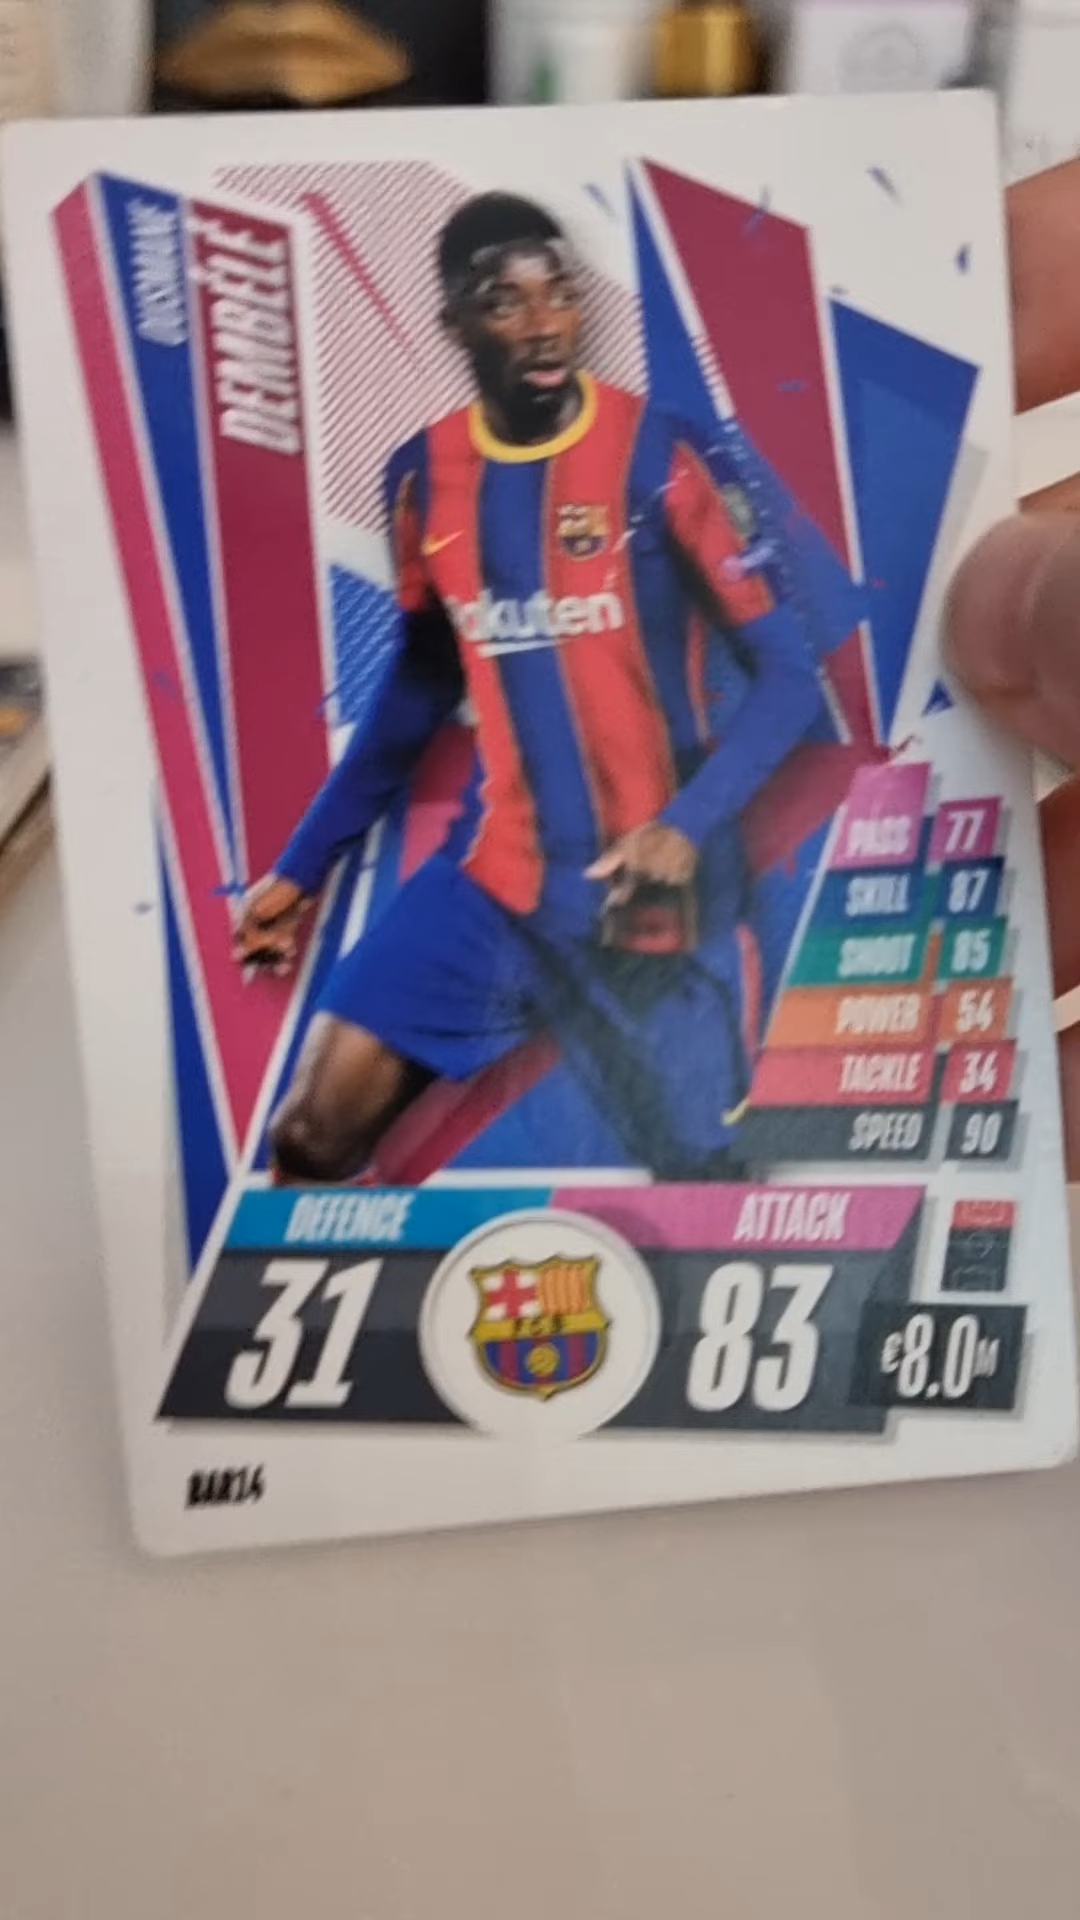 OUSMANE
DEMBÉLÉ
Rakuten
PASS 77
SKILL 87
SHOOT 85
POWER 54
TACKLE 34
SPEED 90
DEFENCE ATTACK
31 83
FCB
€8.0M
BAR14